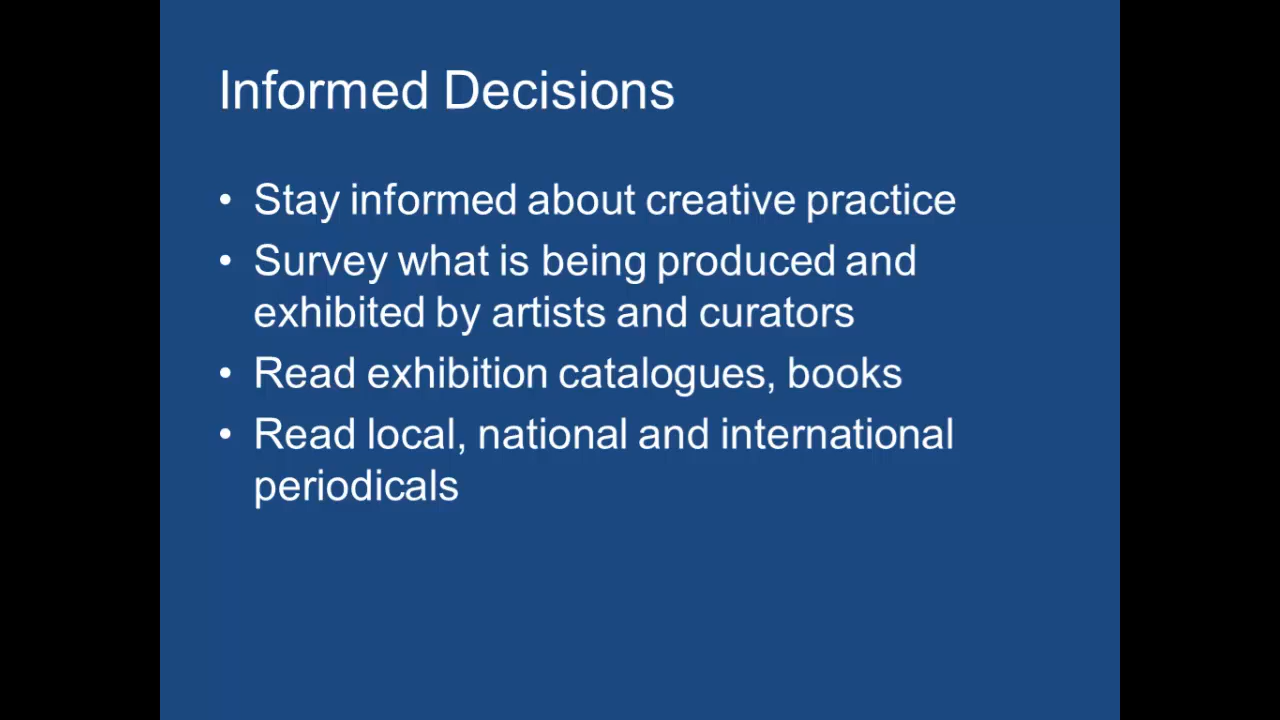 Informed Decisions
• Stay informed about creative practice
• Survey what is being produced and
exhibited by artists and curators
• Read exhibition catalogues, books
• Read local, national and international
periodicals